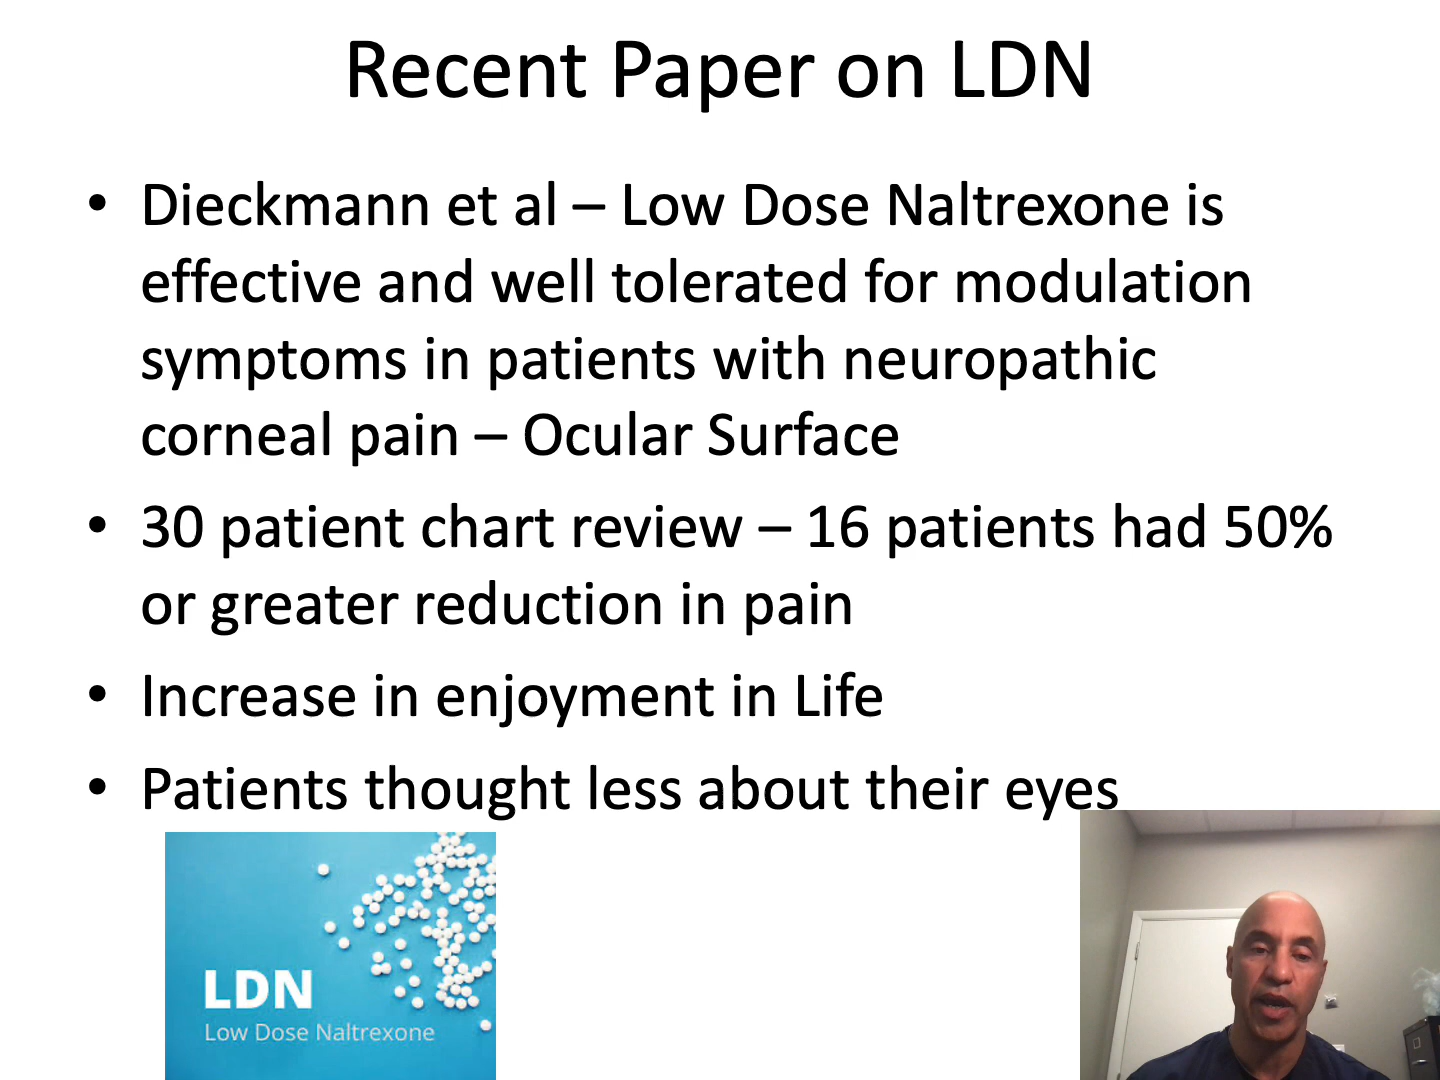 Recent Paper on LDN
• Dieckmann et al – Low Dose Naltrexone is
effective and well tolerated for modulation
symptoms in patients with neuropathic
corneal pain – Ocular Surface
• 30 patient chart review – 16 patients had 50%
or greater reduction in pain
• Increase in enjoyment in Life
• Patients thought less about their eyes
LDN
Low Dose Naltrexone